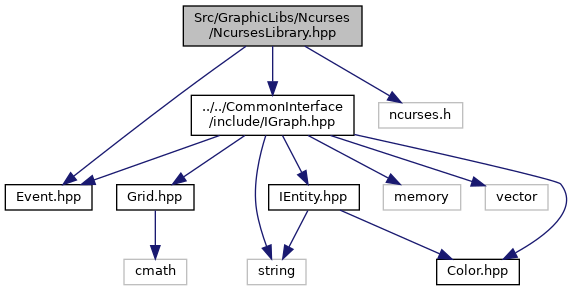 Src/GraphicLibs/Ncurses
/NcursesLibrary.hpp
../../CommonInterface
/include/IGraph.hpp
ncurses.h
Event.hpp
Grid.hpp
IEntity.hpp
memory
vector
cmath
string
Color.hpp